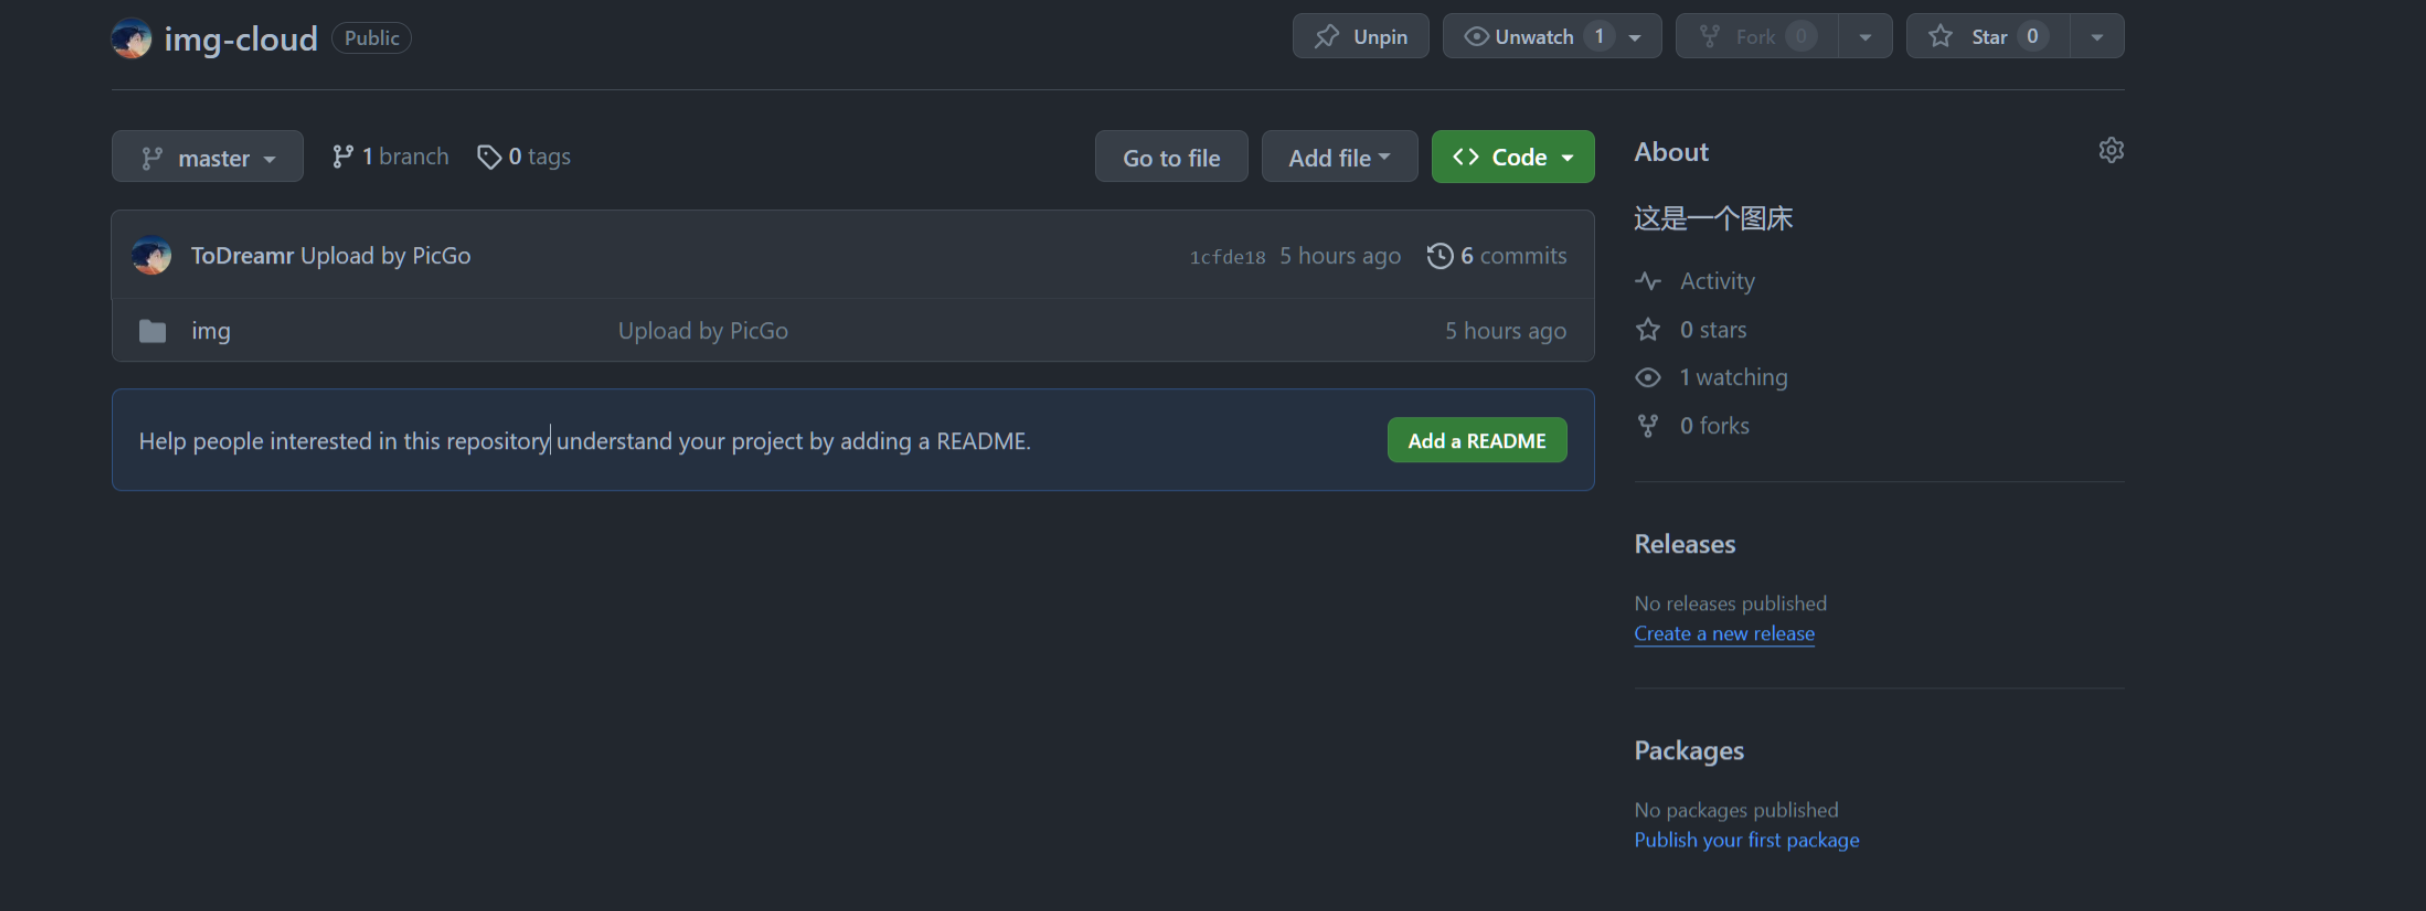 img-cloud Public Unpin Unwatch 1 Fork 0 Star 0
master 1 branch 0 tags Go to file Add file Code
ToDreamr Upload by PicGo 1cfde18 5 hours ago 6 commits
img Upload by PicGo 5 hours ago
Help people interested in this repository understand your project by adding a README. Add a README
About
这是一个图床
Activity
0 stars
1 watching
0 forks
Releases
No releases published
Create a new release
Packages
No packages published
Publish your first package